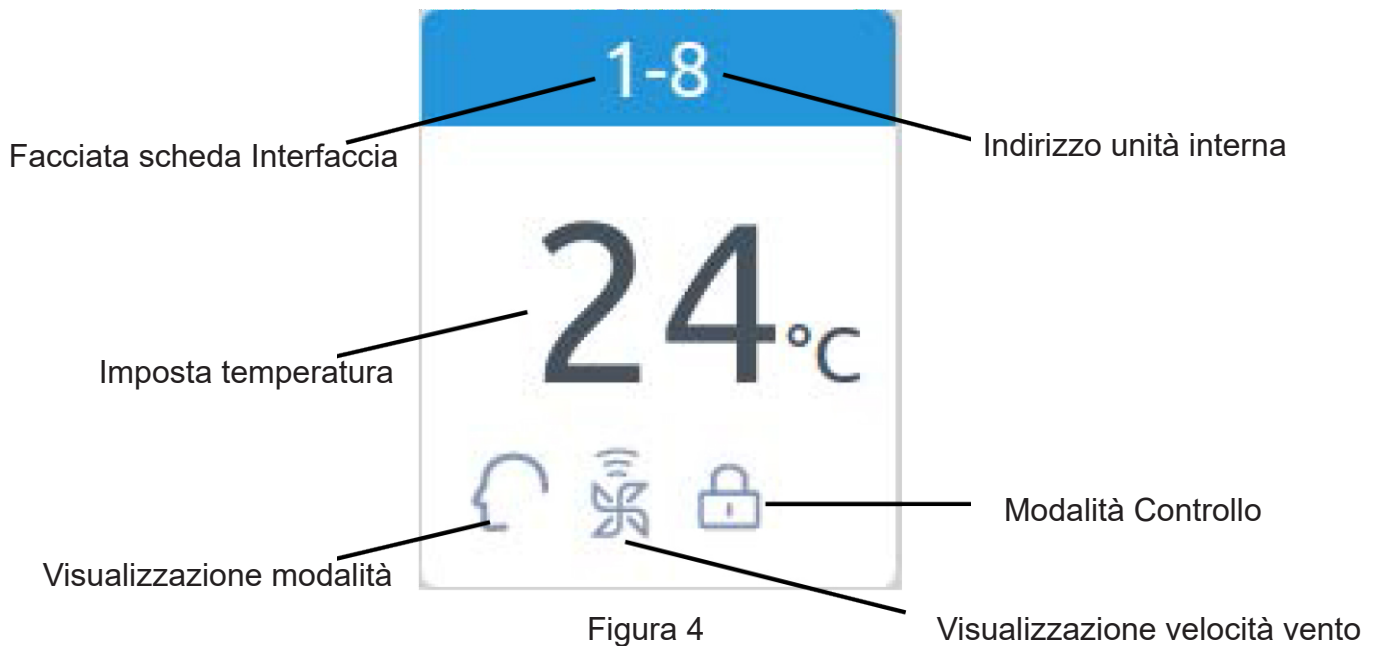 1-8
Facciata scheda Interfaccia
Indirizzo unità interna
24°C
Imposta temperatura
Modalità Controllo
Visualizzazione modalità
Figura 4
Visualizzazione velocità vento